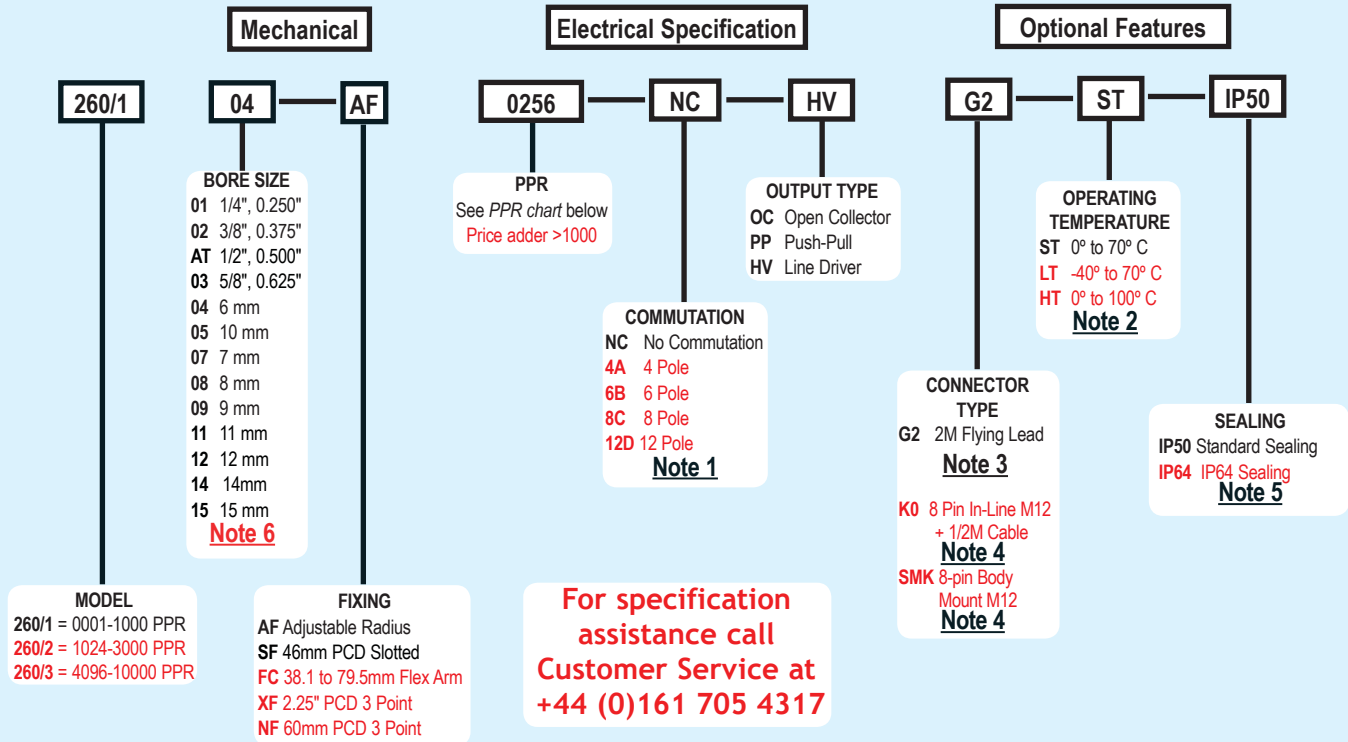 Mechanical
Electrical Specification
Optional Features
260/1
04
AF
0256
NC
HV
G2
ST
IP50
BORE SIZE
01 1/4", 0.250"
02 3/8", 0.375"
AT 1/2", 0.500"
03 5/8", 0.625"
04 6 mm
05 10 mm
07 7 mm
08 8 mm
09 9 mm
11 11 mm
12 12 mm
14 14mm
15 15 mm
Note 6
PPR
See PPR chart below
Price adder >1000
OUTPUT TYPE
OC Open Collector
PP Push-Pull
HV Line Driver
OPERATING
TEMPERATURE
ST 0º to 70º C
LT -40º to 70º C
HT 0º to 100º C
Note 2
COMMUTATION
NC No Commutation
4A 4 Pole
6B 6 Pole
8C 8 Pole
12D 12 Pole
Note 1
CONNECTOR
TYPE
G2 2M Flying Lead
Note 3
K0 8 Pin In-Line M12
+ 1/2M Cable
Note 4
SMK 8-pin Body
Mount M12
Note 4
SEALING
IP50 Standard Sealing
IP64 IP64 Sealing
Note 5
MODEL
260/1 = 0001-1000 PPR
260/2 = 1024-3000 PPR
260/3 = 4096-10000 PPR
FIXING
AF Adjustable Radius
SF 46mm PCD Slotted
FC 38.1 to 79.5mm Flex Arm
XF 2.25" PCD 3 Point
NF 60mm PCD 3 Point
For specification
assistance call
Customer Service at
+44 (0)161 705 4317